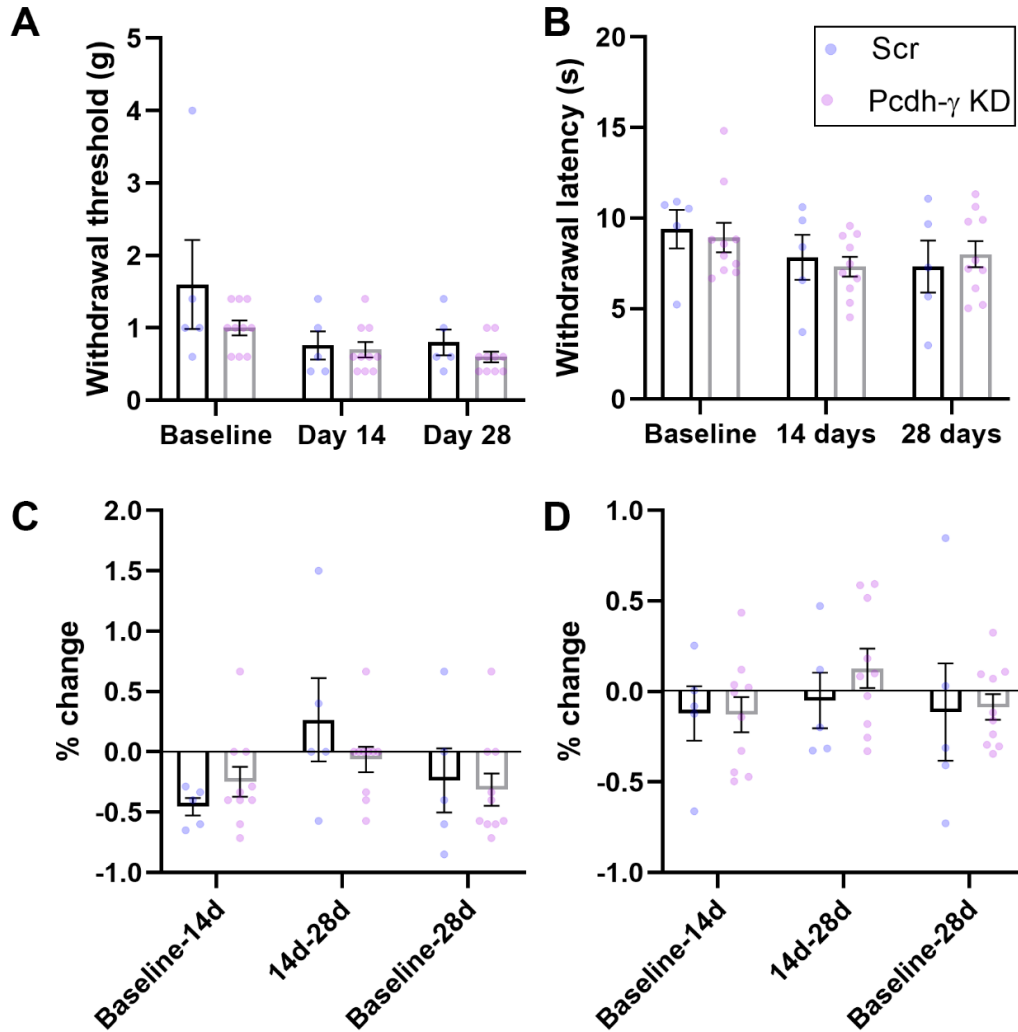 A
Withdrawal threshold (g)
5
4
3
2
1
0
Baseline
Day 14
Day 28
B
Withdrawal latency (s)
20
15
10
5
0
Baseline
14 days
28 days
Scr
Pcdh-γ KD
C
% change
2.0
1.5
1.0
0.5
0.0
-0.5
-1.0
Baseline-14d
14d-28d
Baseline-28d
D
% change
1.0
0.5
0.0
-0.5
-1.0
Baseline-14d
14d-28d
Baseline-28d